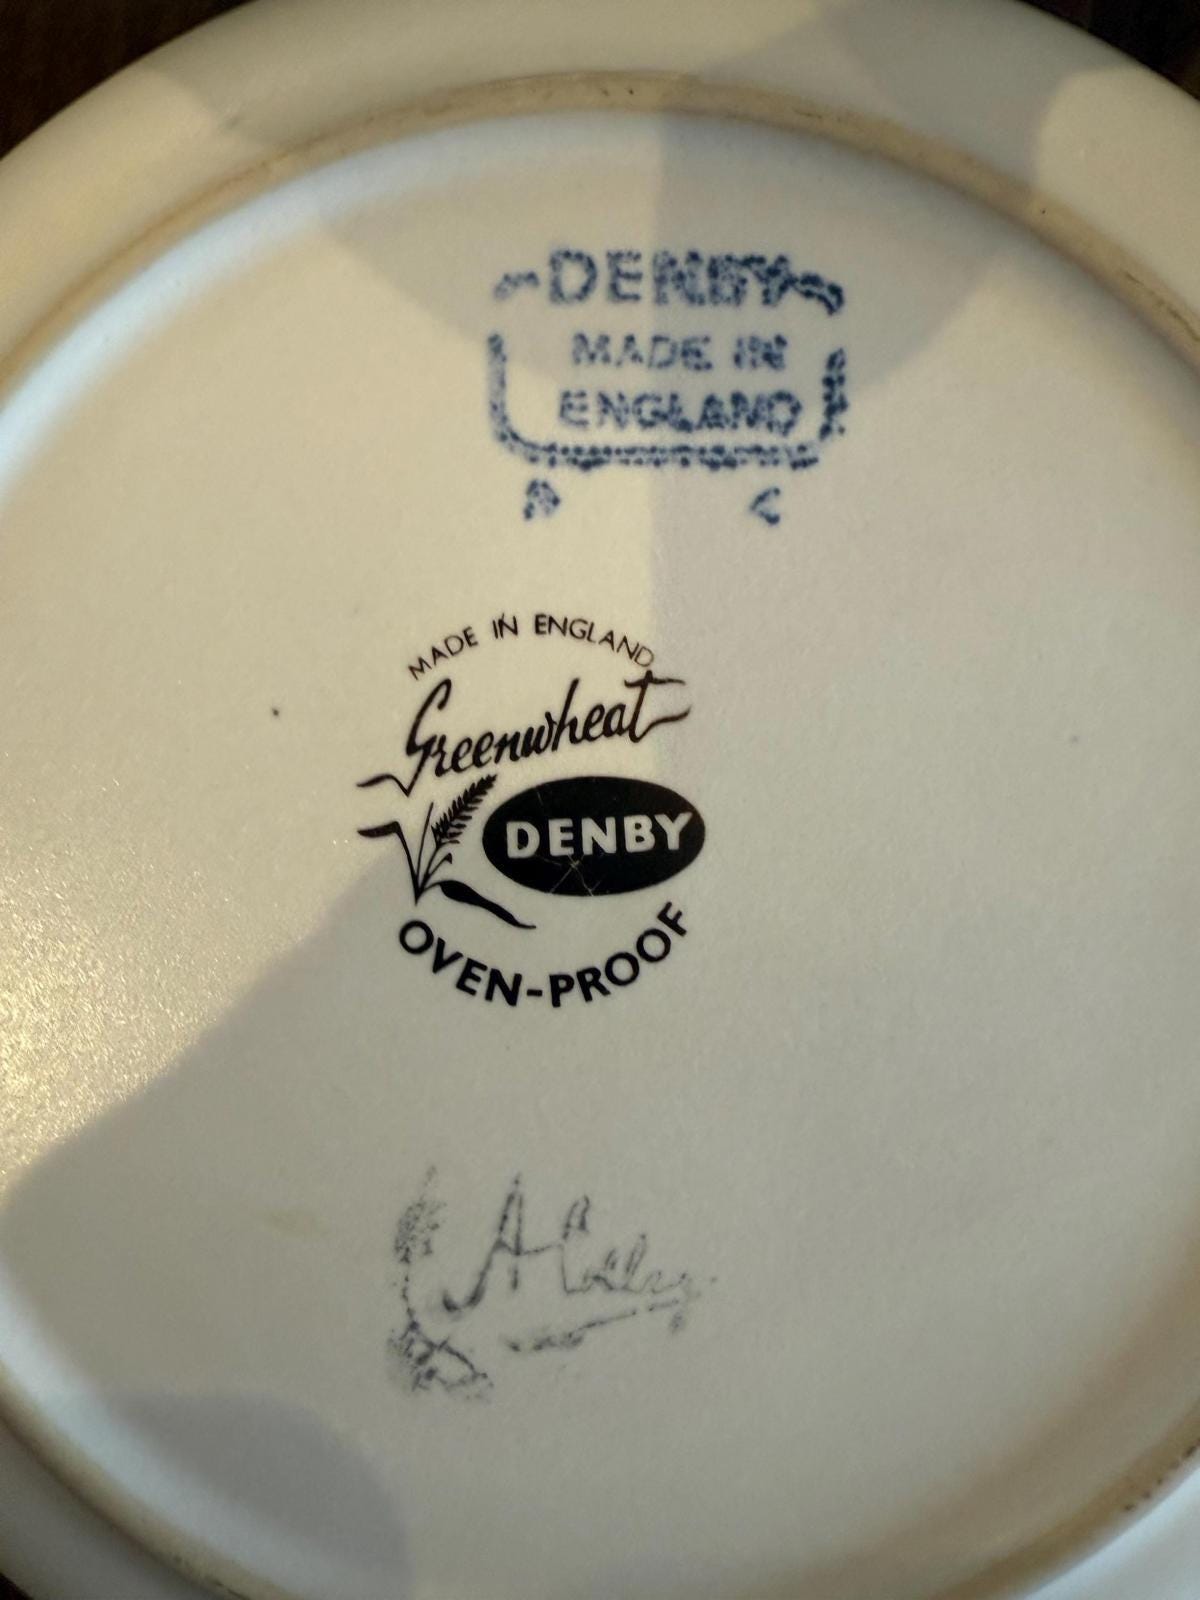 DENBY
MADE IN
ENGLAND
MADE IN ENGLAND
Greenwheat
DENBY
OVEN-PROOF
A